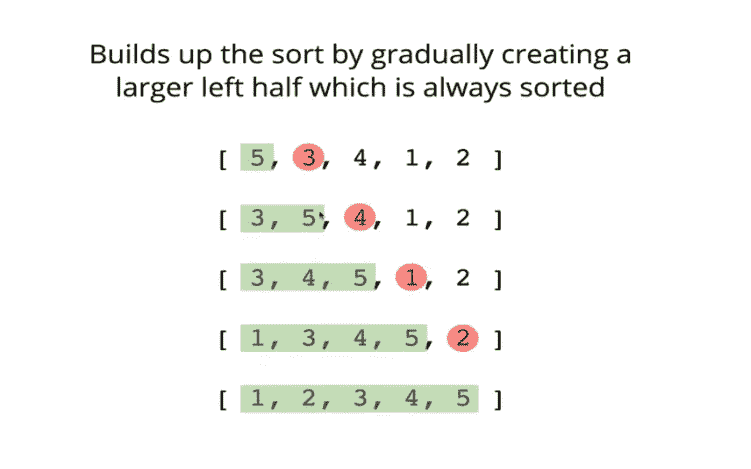 Builds up the sort by gradually creating a
larger left half which is always sorted
[ 5, 3, 4, 1, 2 ]
[ 3, 5, 4, 1, 2 ]
[ 3, 4, 5, 1, 2 ]
[ 1, 3, 4, 5, 2 ]
[ 1, 2, 3, 4, 5 ]